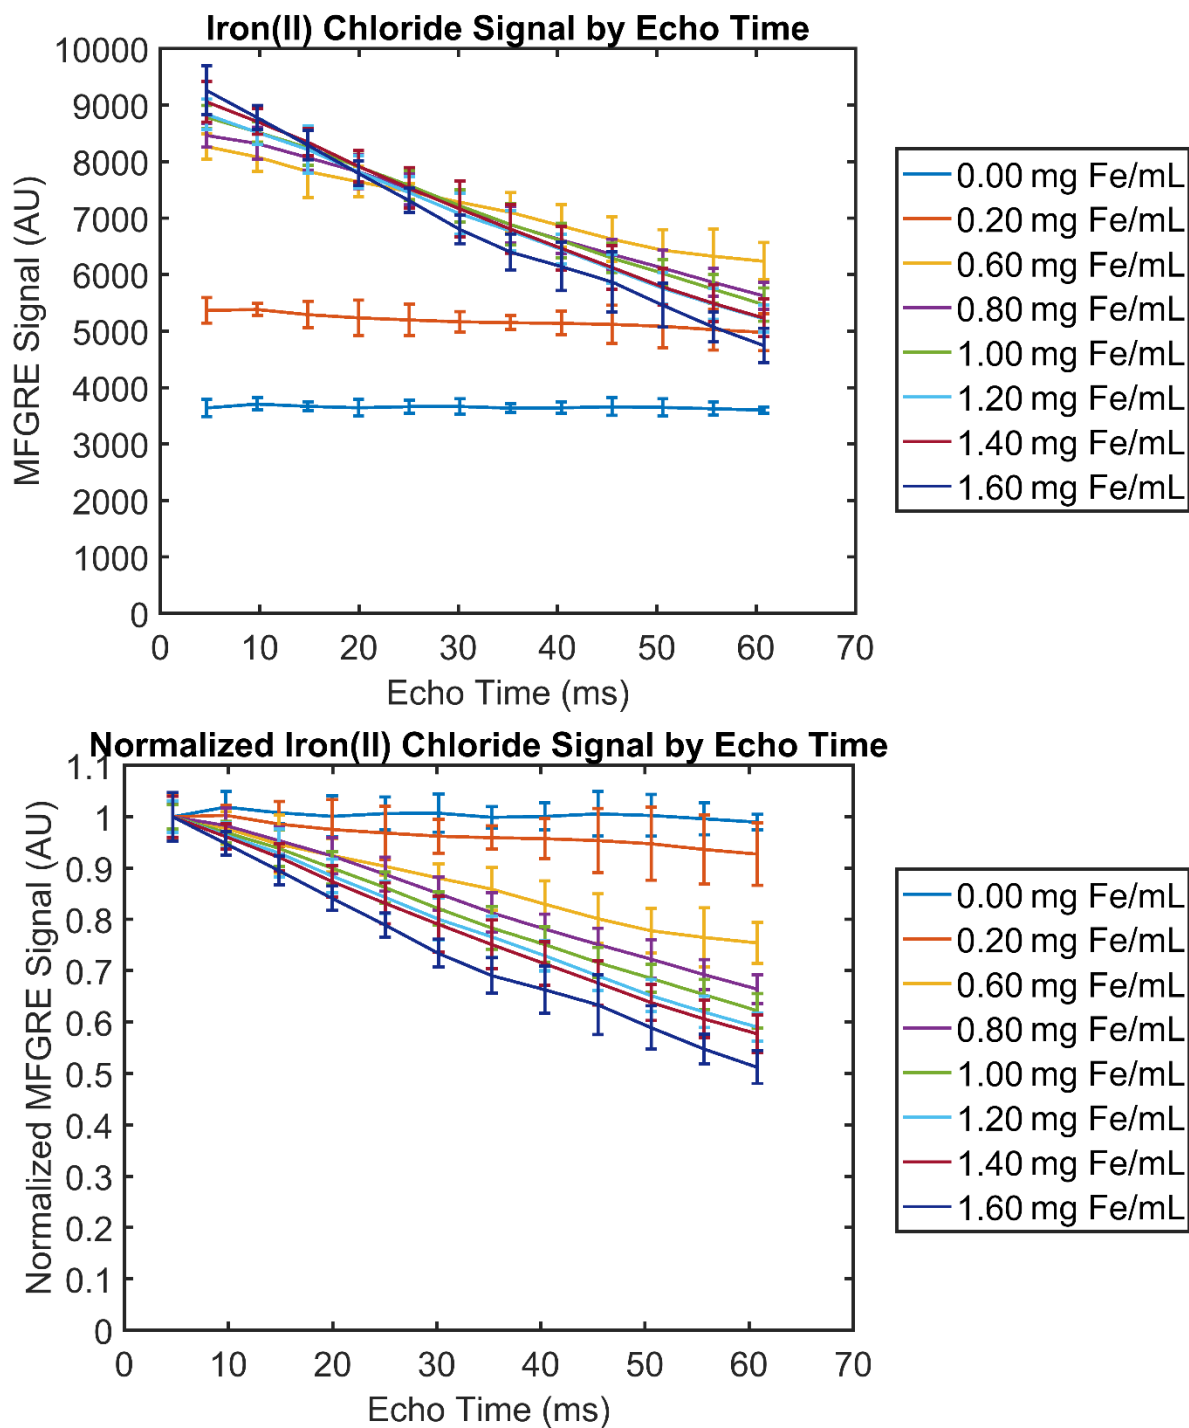 Iron(II) Chloride Signal by Echo Time
10000
9000
8000
7000
6000
5000
4000
3000
2000
1000
0
MFGRE Signal (AU)
0 10 20 30 40 50 60 70
Echo Time (ms)
0.00 mg Fe/mL
0.20 mg Fe/mL
0.60 mg Fe/mL
0.80 mg Fe/mL
1.00 mg Fe/mL
1.20 mg Fe/mL
1.40 mg Fe/mL
1.60 mg Fe/mL
Normalized Iron(II) Chloride Signal by Echo Time
1.1
1
0.9
0.8
0.7
0.6
0.5
0.4
0.3
0.2
0.1
0
Normalized MFGRE Signal (AU)
0 10 20 30 40 50 60 70
Echo Time (ms)
0.00 mg Fe/mL
0.20 mg Fe/mL
0.60 mg Fe/mL
0.80 mg Fe/mL
1.00 mg Fe/mL
1.20 mg Fe/mL
1.40 mg Fe/mL
1.60 mg Fe/mL